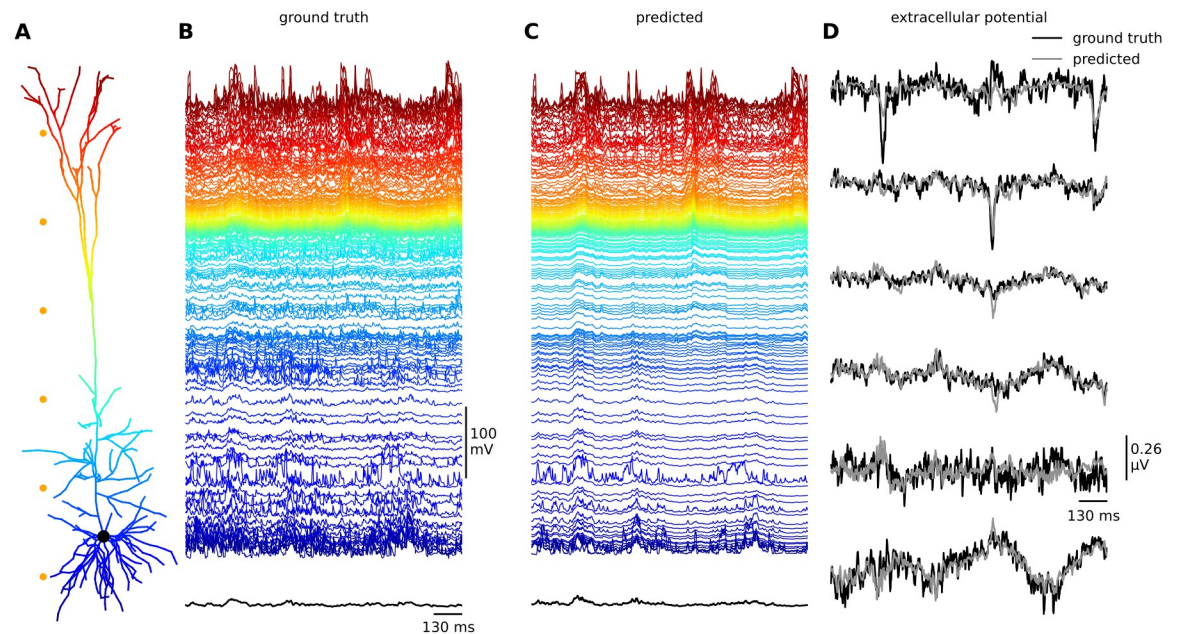 ground truth
predicted
extracellular potential
A
B
C
D
ground truth
predicted
100
mV
0.26
μV
130 ms
130 ms